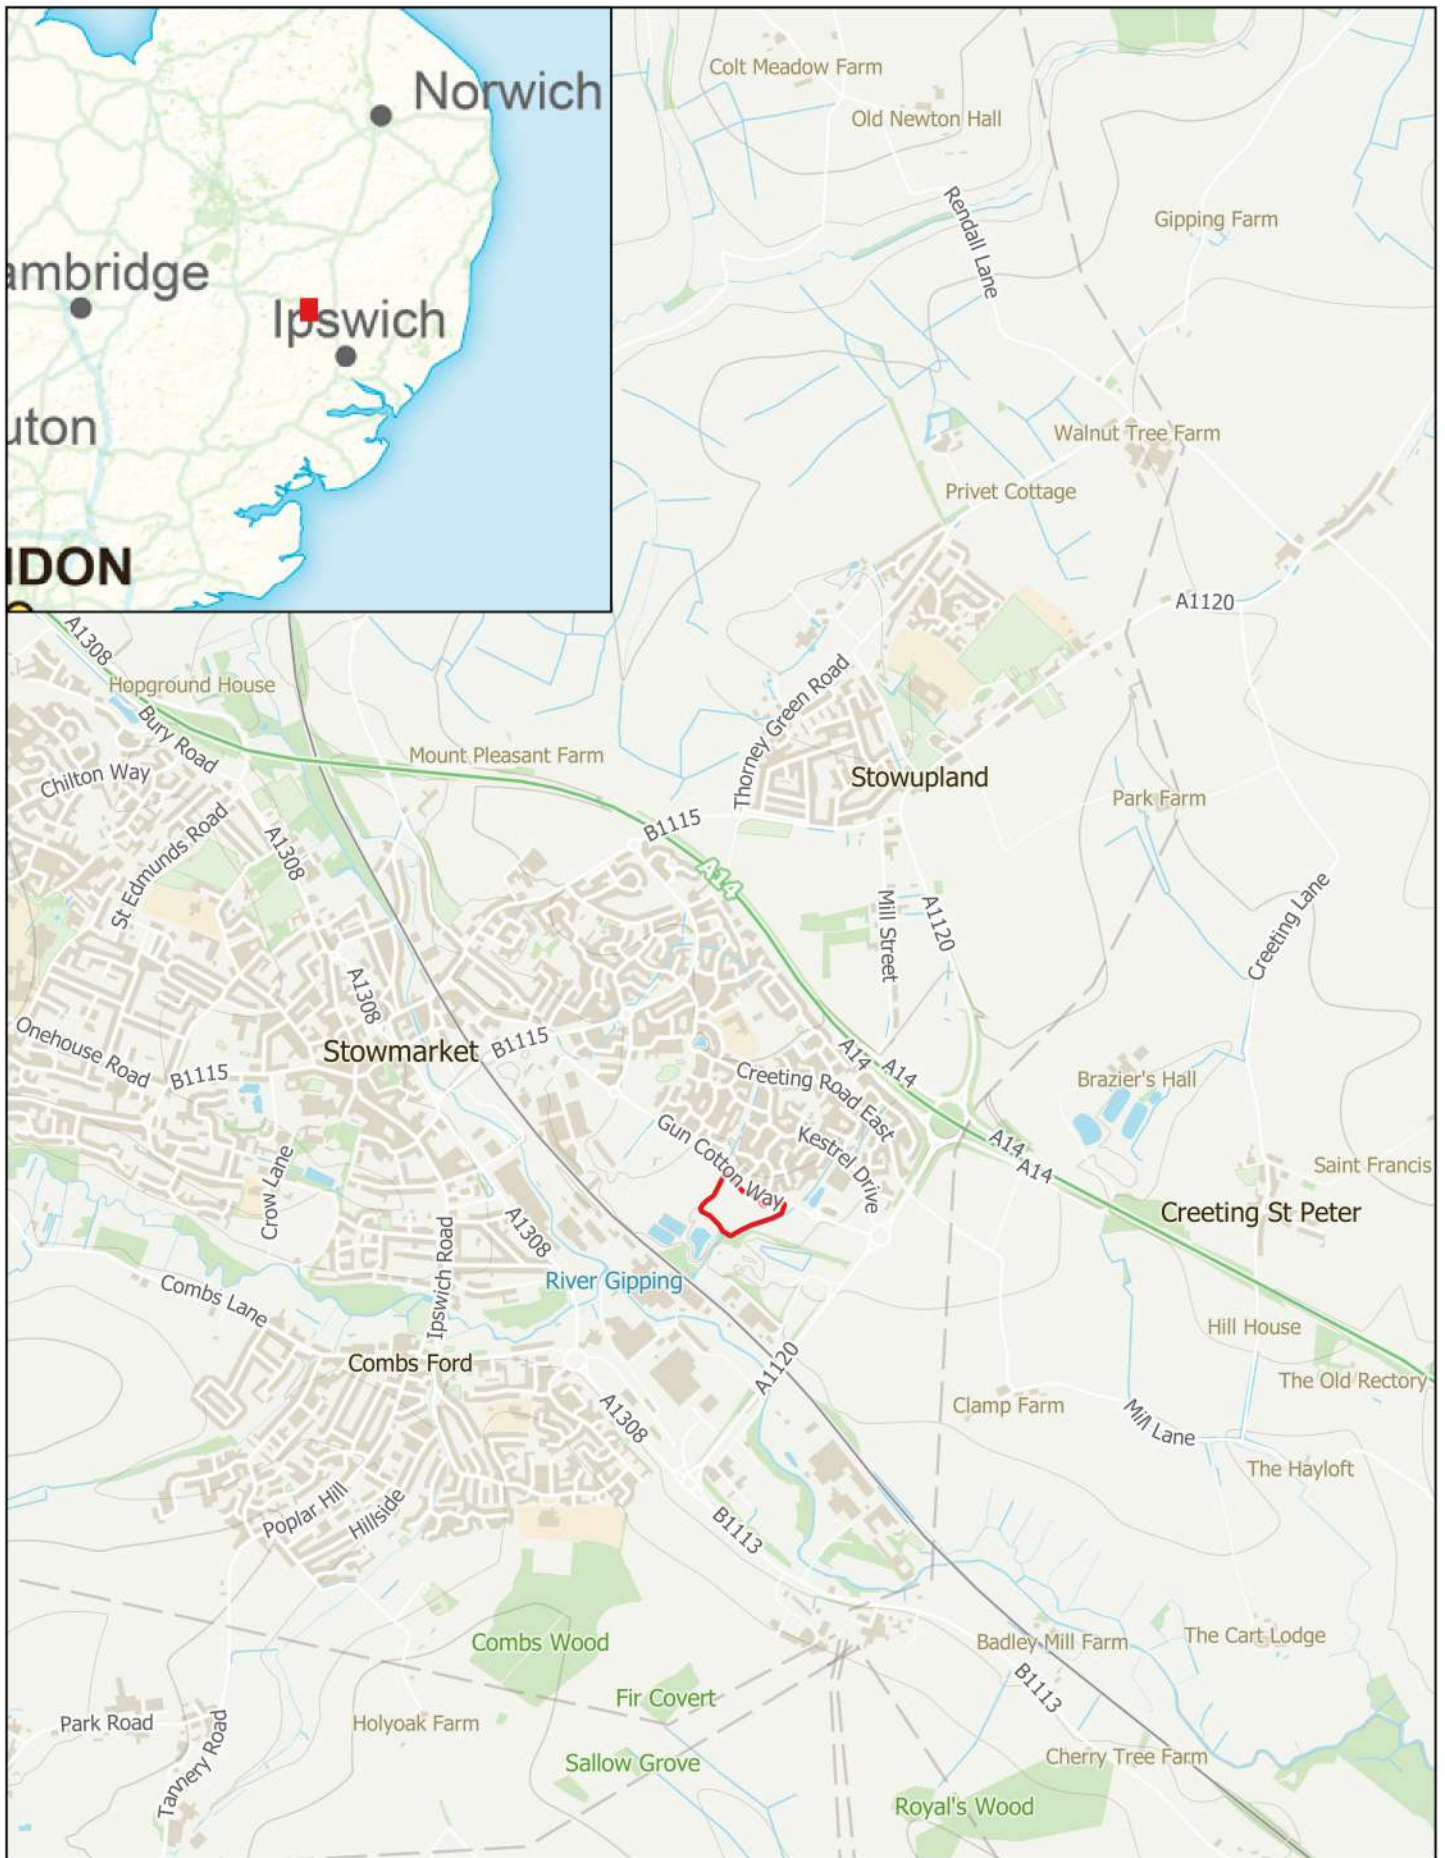 Norwich
ambridge
Ipswich
uton
NDON
Colt Meadow Farm
Old Newton Hall
Rendall Lane
Gipping Farm
Walnut Tree Farm
Privet Cottage
A1120
A1308
Hopground House
Bury Road
Chilton Way
Mount Pleasant Farm
Thorney Green Road
Stowupland
Park Farm
St Edmunds Road
A1308
B1115
A14
Mill Street
A1120
Creeting Lane
A1308
Onehouse Road
B1115
Stowmarket
B1115
A14
A14
Creeting Road East
Brazier's Hall
Gun Cotton Way
Kestrel Drive
A14
A14
Saint Francis
Creeting St Peter
Crow Lane
A1308
Ipswich Road
River Gipping
Combs Lane
Combs Ford
Hill House
The Old Rectory
A1120
A1308
Clamp Farm
Mill Lane
The Hayloft
Poplar Hill
Hillside
B1113
Combs Wood
Badley Mill Farm
The Cart Lodge
Fir Covert
B1113
Park Road
Holyoak Farm
Tannery Road
Sallow Grove
Cherry Tree Farm
Royal's Wood